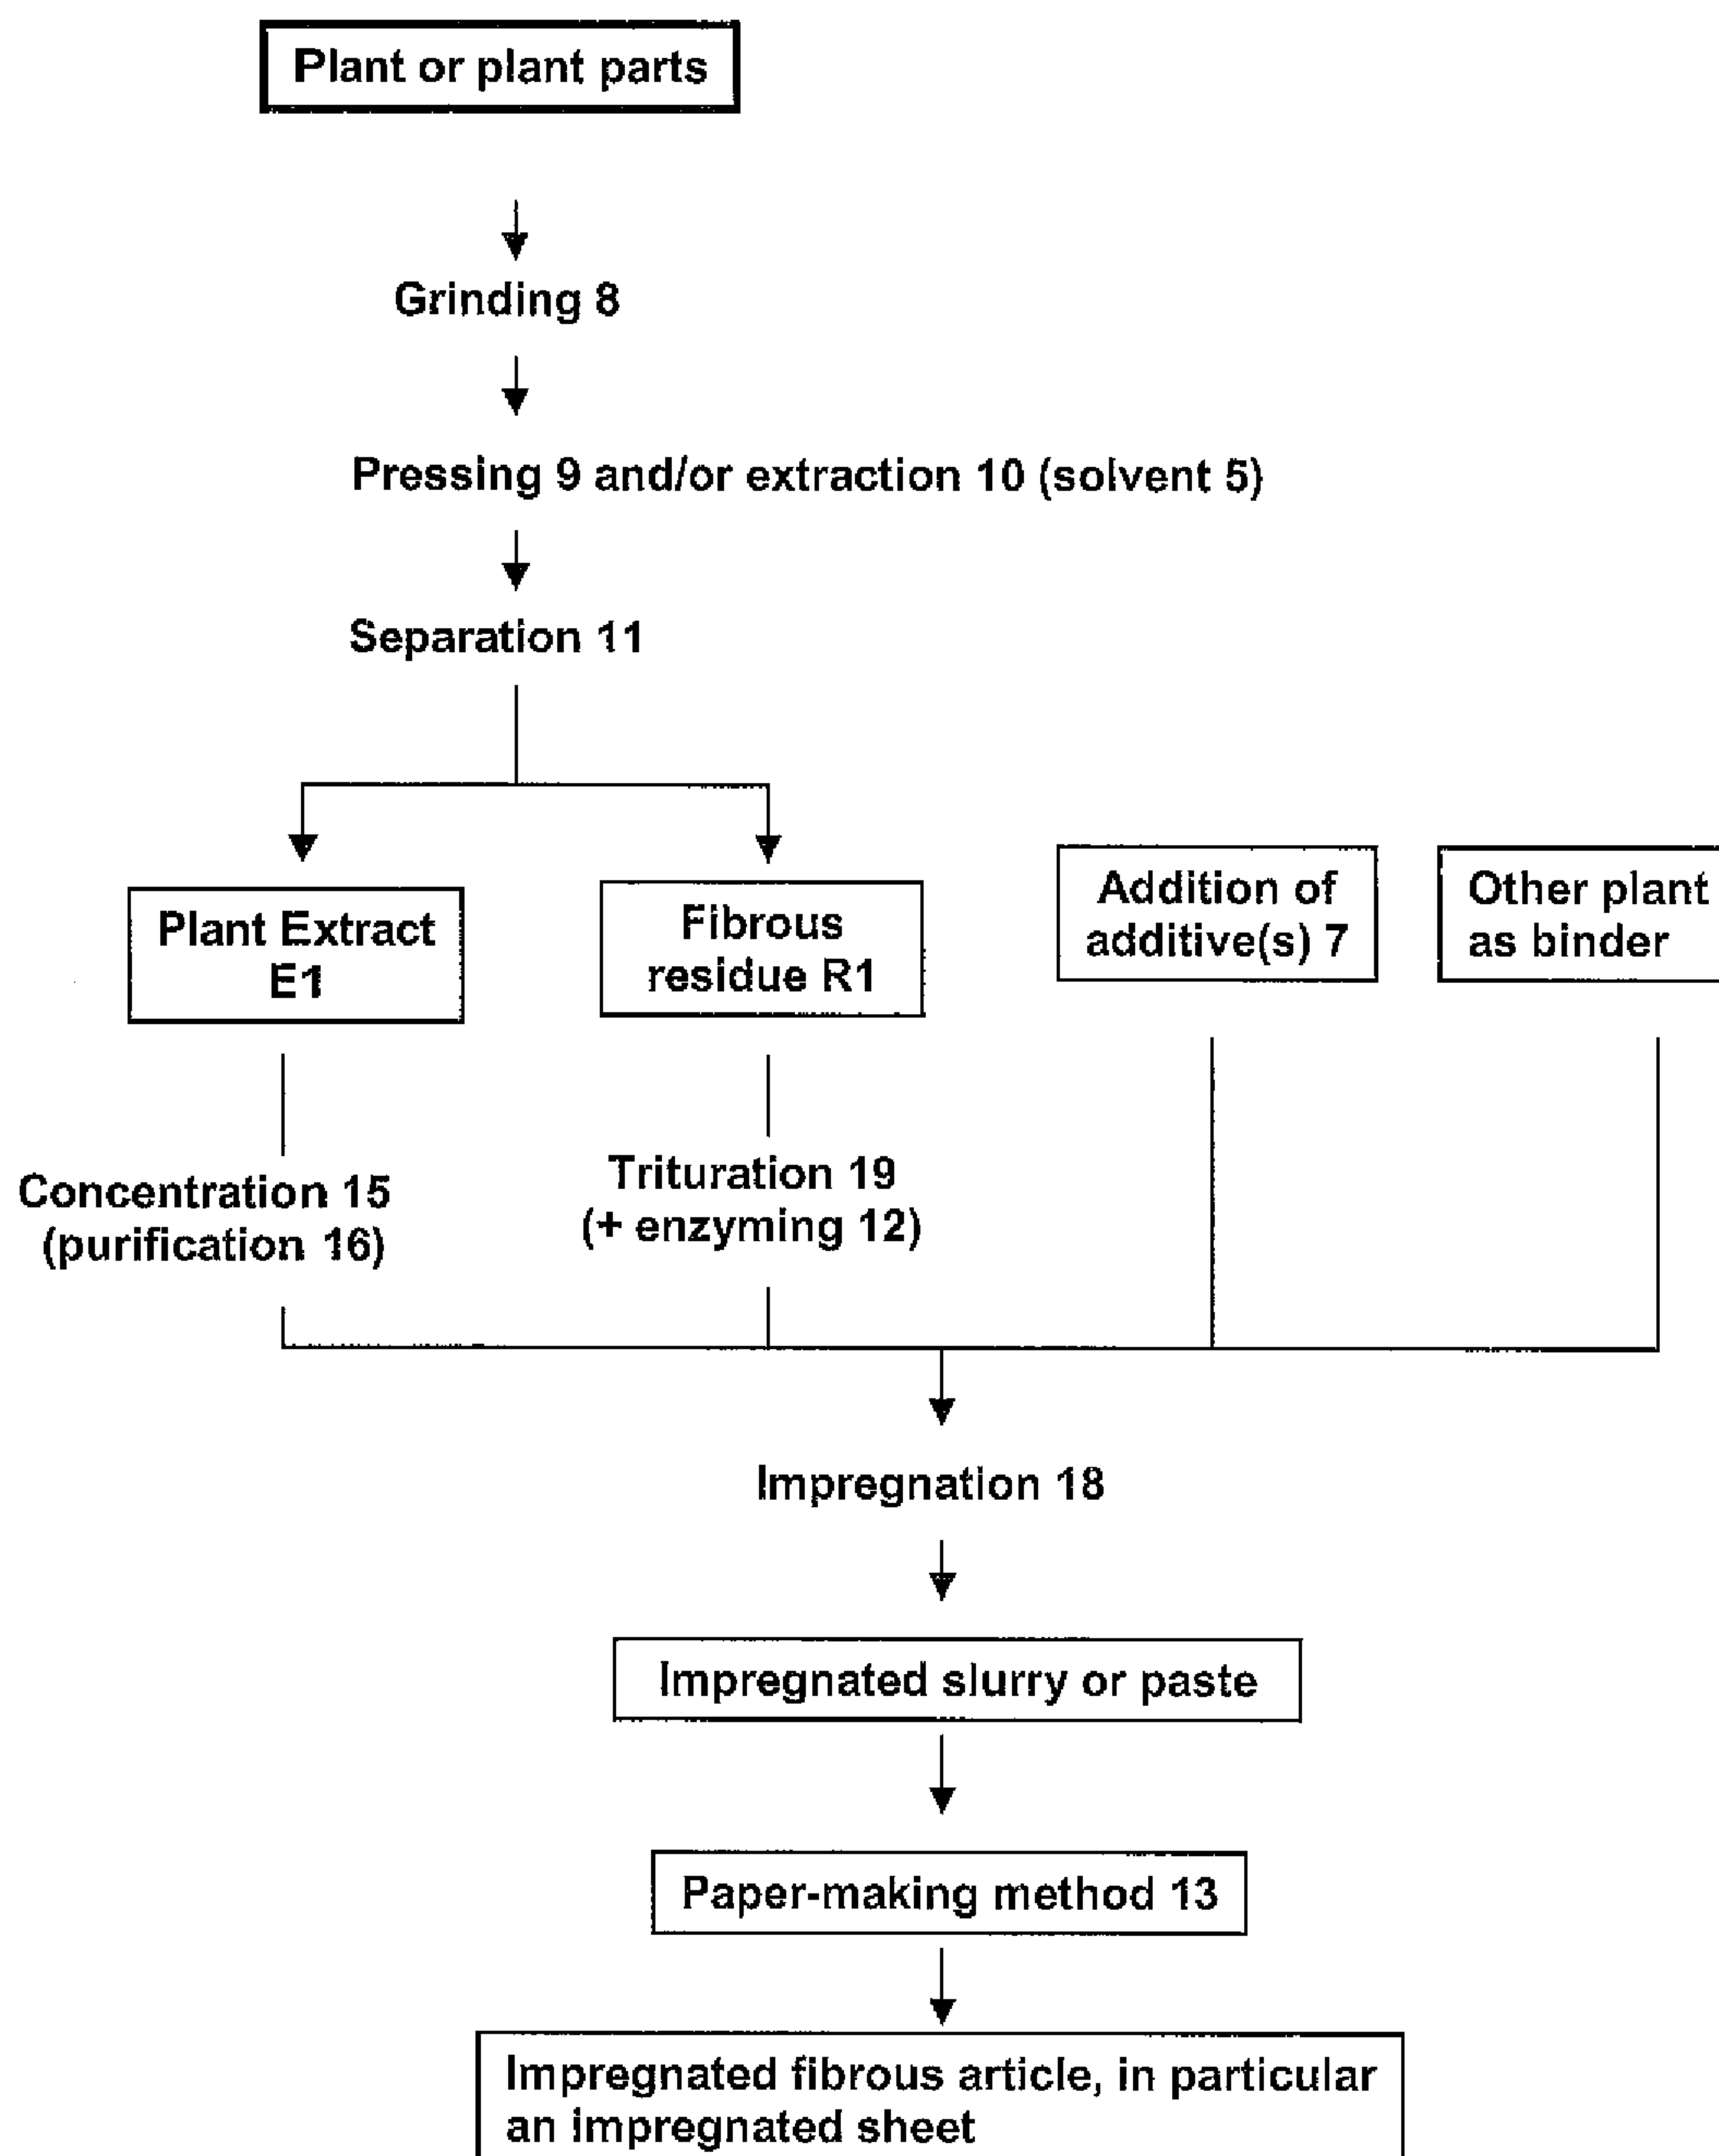 Plant or plant parts
Grinding 8
Pressing 9 and/or extraction 10 (solvent 5)
Separation 11
Plant Extract
E1
Fibrous
residue R1
Addition of
additive(s) 7
Other plant
as binder
Concentration 15
(purification 16)
Trituration 19
(+ enzyming 12)
Impregnation 18
Impregnated slurry or paste
Paper-making method 13
Impregnated fibrous article, in particular
an impregnated sheet